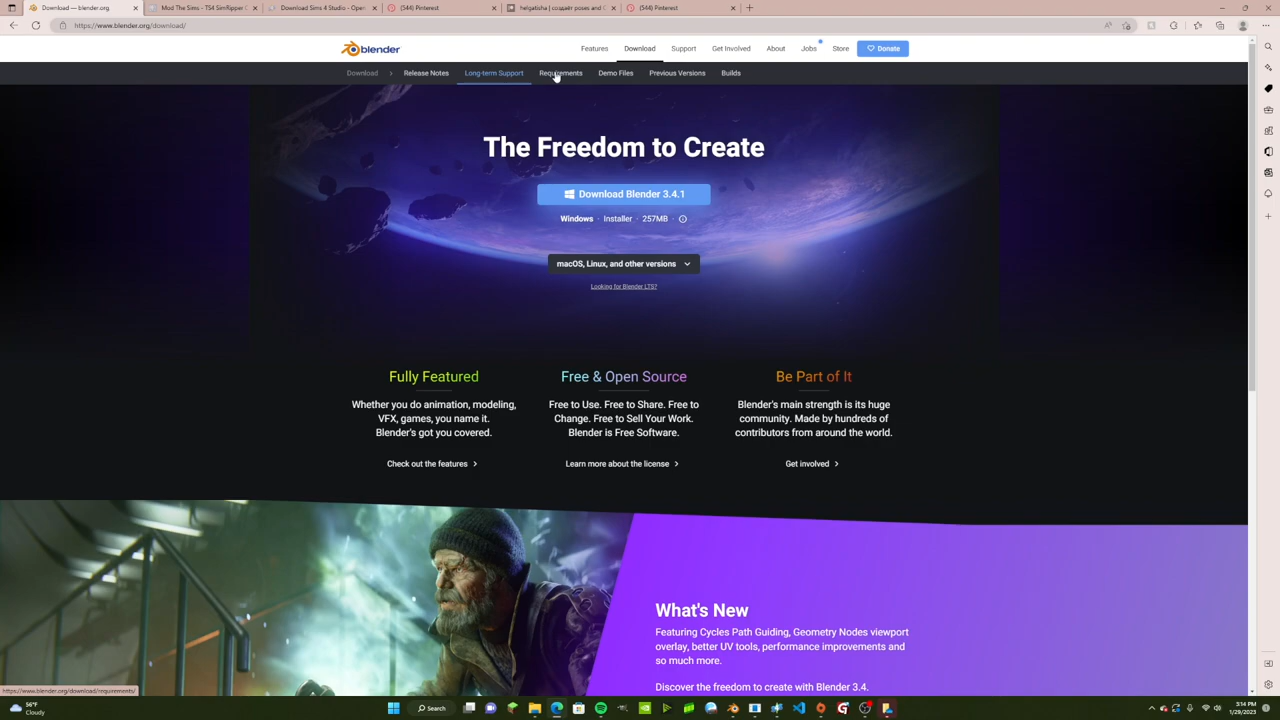 Download — blender.org
Mod The Sims - TS4 SimRipper C
Download Sims 4 Studio - Open
(544) Pinterest
(544) Pinterest
https://www.blender.org/download/
blender
Features
Download
Support
Get Involved
About
Jobs
Store
Donate
Download
Release Notes
Long-term Support
Requirements
Demo Files
Previous Versions
Builds
The Freedom to Create
Download Blender 3.4.1
Windows · Installer · 257MB ·
macOS, Linux, and other versions
Looking for Blender LTS?
Fully Featured
Whether you do animation, modeling,
VFX, games, you name it.
Blender's got you covered.
Check out the features
Free & Open Source
Free to Use. Free to Share. Free to
Change. Free to Sell Your Work.
Blender is Free Software.
Learn more about the license
Be Part of It
Blender's main strength is its huge
community. Made by hundreds of
contributors from around the world.
Get involved
What's New
Featuring Cycles Path Guiding, Geometry Nodes viewport
overlay, better UV tools, performance improvements and
so much more.
Discover the freedom to create with Blender 3.4.
https://www.blender.org/download/requirements/
56°F
Cloudy
Search
5:14 PM
1/29/2023